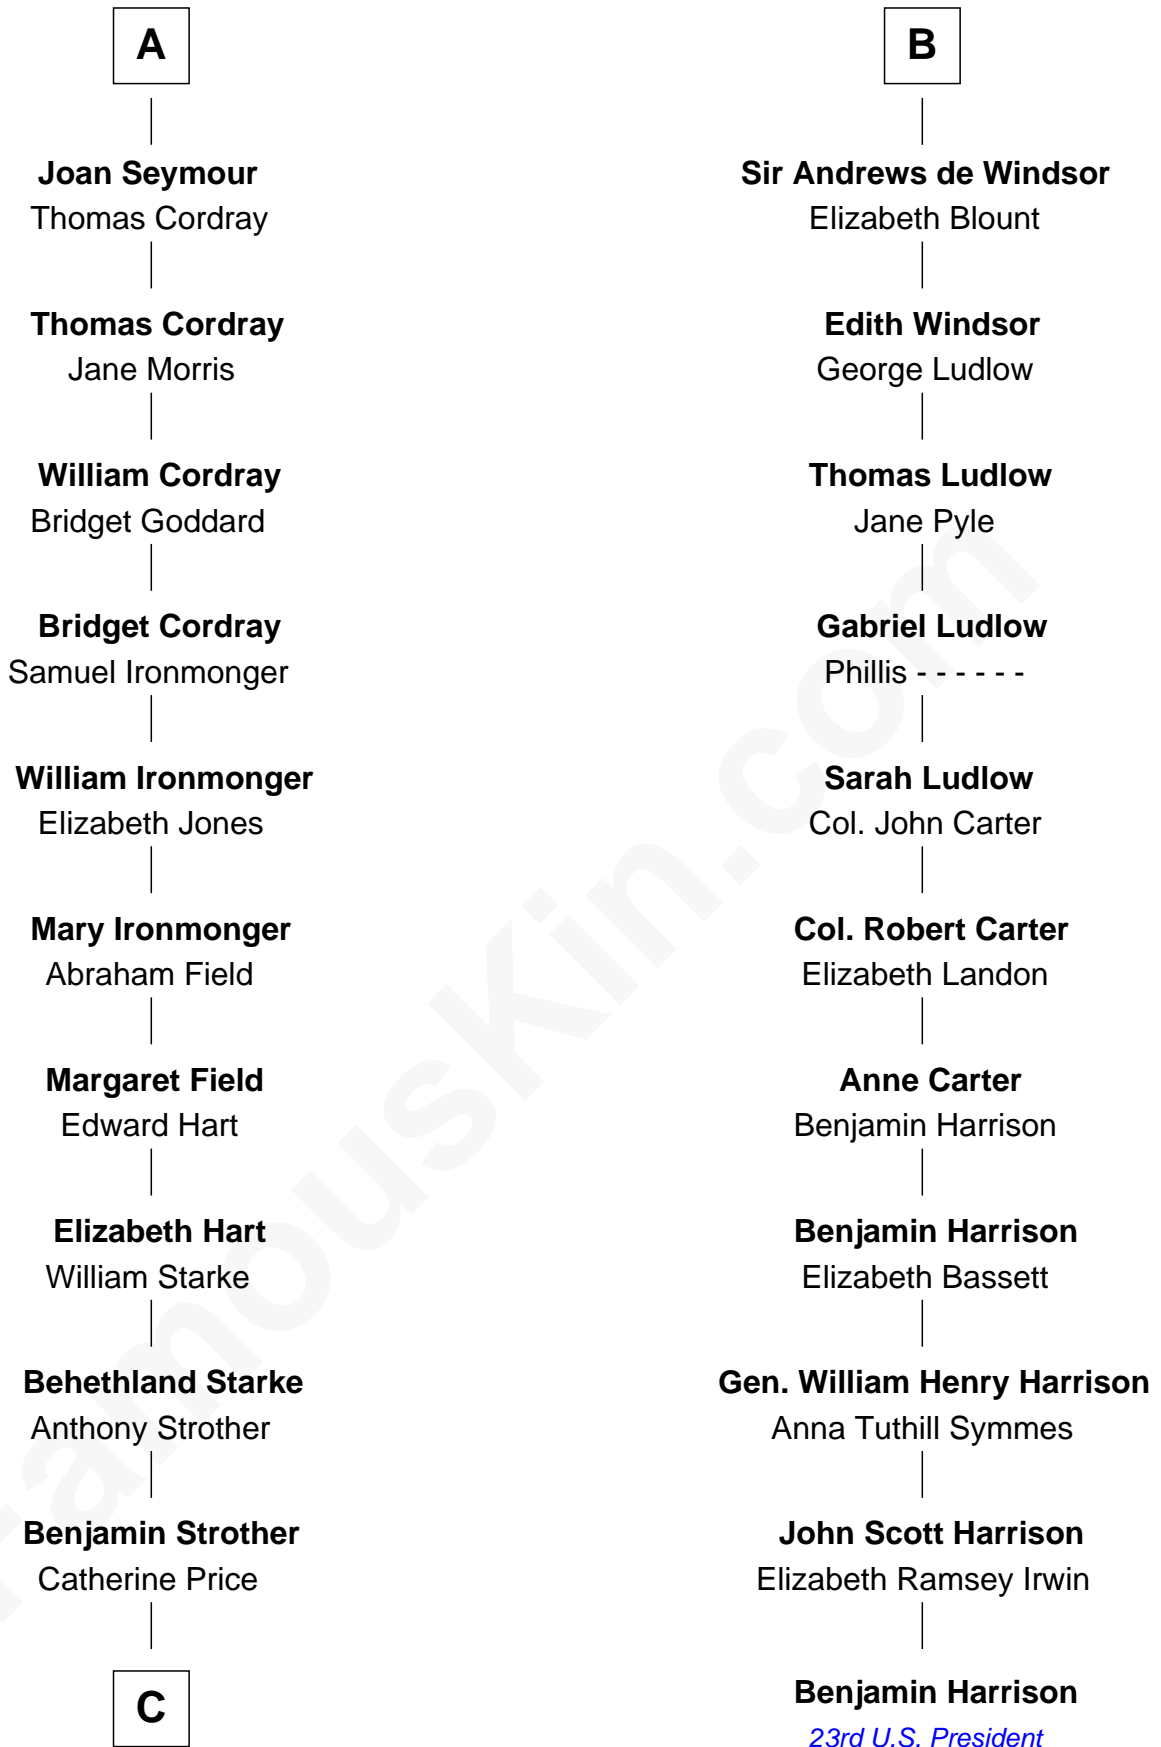 A
Joan Seymour
Thomas Cordray
Thomas Cordray
Jane Morris
William Cordray
Bridget Goddard
Bridget Cordray
Samuel Ironmonger
William Ironmonger
Elizabeth Jones
Mary Ironmonger
Abraham Field
Margaret Field
Edward Hart
Elizabeth Hart
William Starke
Behethland Starke
Anthony Strother
Benjamin Strother
Catherine Price
C
B
Sir Andrews de Windsor
Elizabeth Blount
Edith Windsor
George Ludlow
Thomas Ludlow
Jane Pyle
Gabriel Ludlow
Phillis - - - - - -
Sarah Ludlow
Col. John Carter
Col. Robert Carter
Elizabeth Landon
Anne Carter
Benjamin Harrison
Benjamin Harrison
Elizabeth Bassett
Gen. William Henry Harrison
Anna Tuthill Symmes
John Scott Harrison
Elizabeth Ramsey Irwin
Benjamin Harrison
23rd U.S. President
FamousKin.com